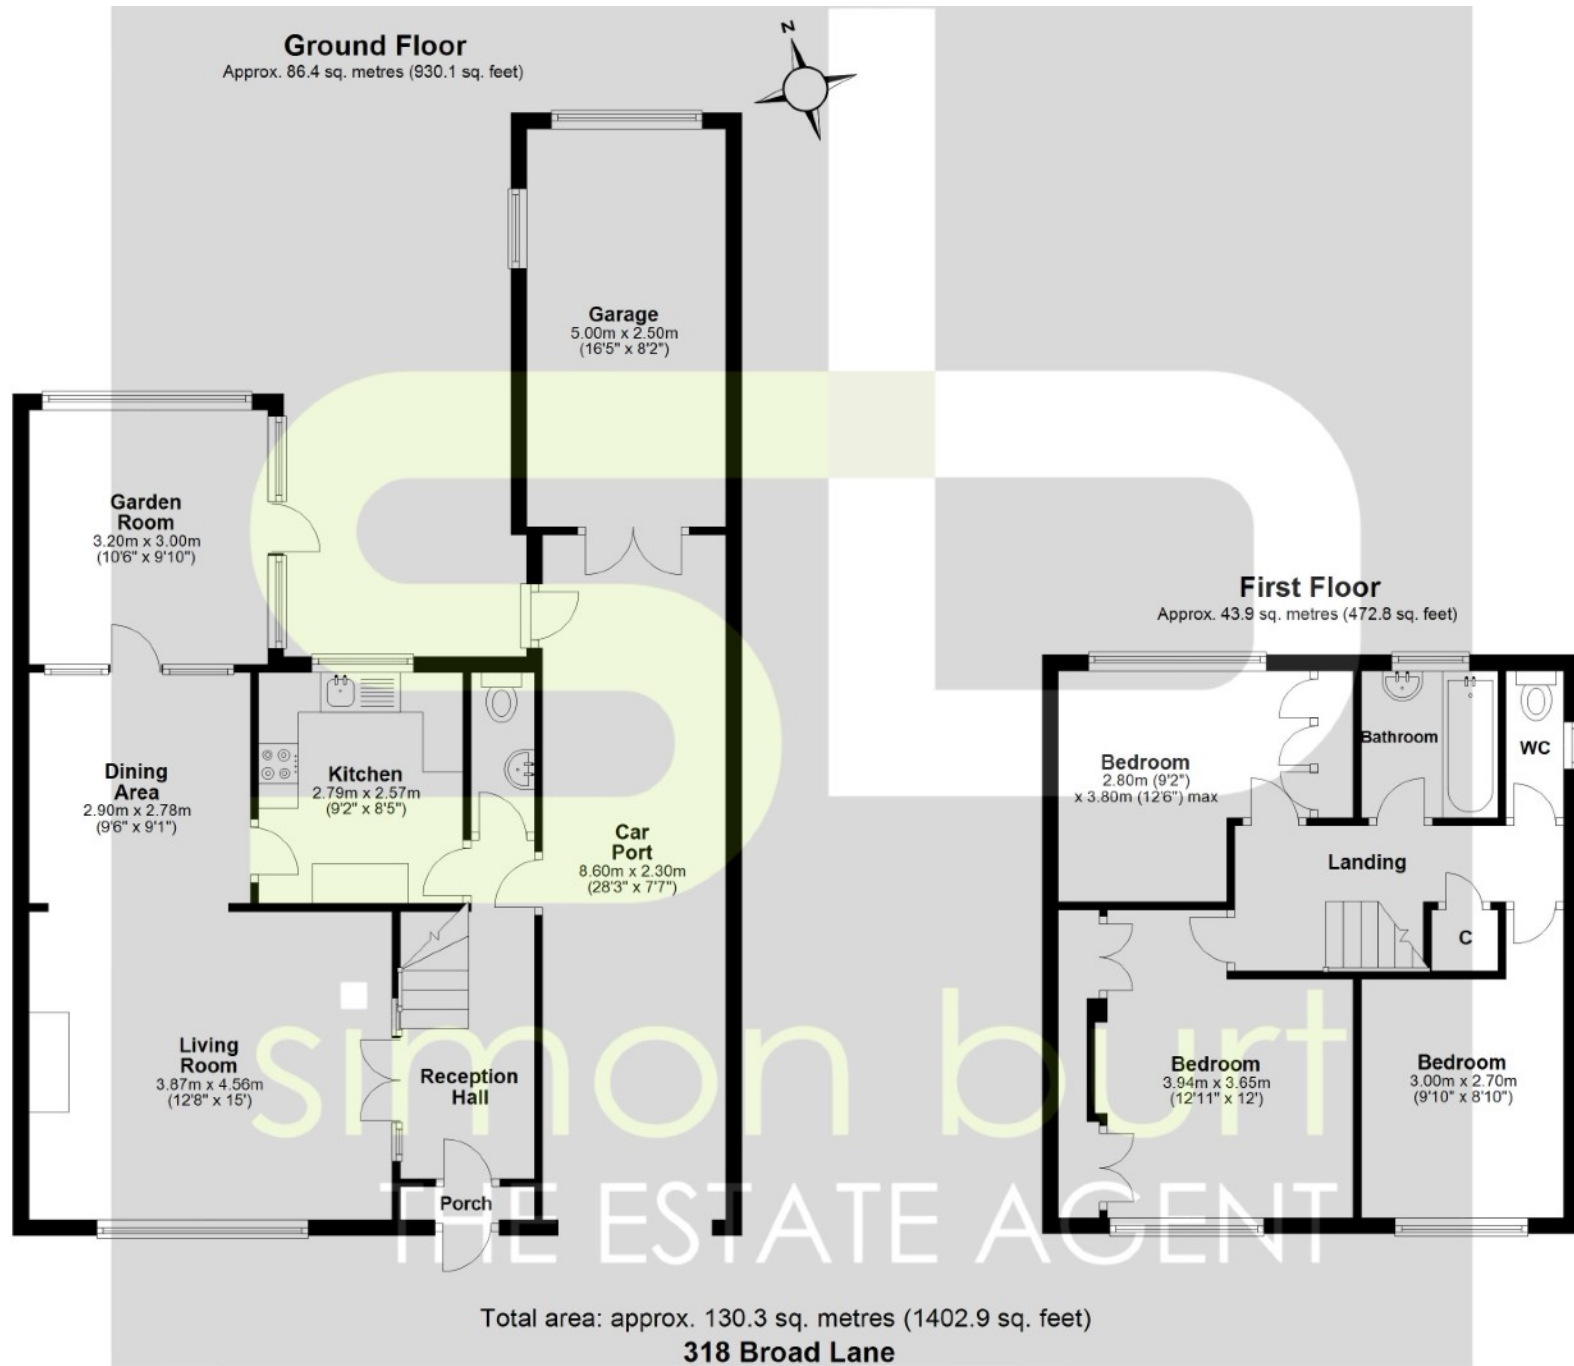 Ground Floor
Approx. 86.4 sq. metres (930.1 sq. feet)
N
Garage
5.00m x 2.50m
(16'5" x 8'2")
Garden
Room
3.20m x 3.00m
(10'6" x 9'10")
Dining
Area
2.90m x 2.78m
(9'6" x 9'1")
Kitchen
2.79m x 2.57m
(9'2" x 8'5")
Car
Port
8.60m x 2.30m
(28'3" x 7'7")
Living
Room
3.87m x 4.56m
(12'8" x 15')
Reception
Hall
Porch
First Floor
Approx. 43.9 sq. metres (472.8 sq. feet)
Bedroom
2.80m (9'2")
x 3.80m (12'6") max
Bathroom
WC
Landing
C
Bedroom
3.94m x 3.65m
(12'11" x 12')
Bedroom
3.00m x 2.70m
(9'10" x 8'10")
simon burt
THE ESTATE AGENT
Total area: approx. 130.3 sq. metres (1402.9 sq. feet)
318 Broad Lane